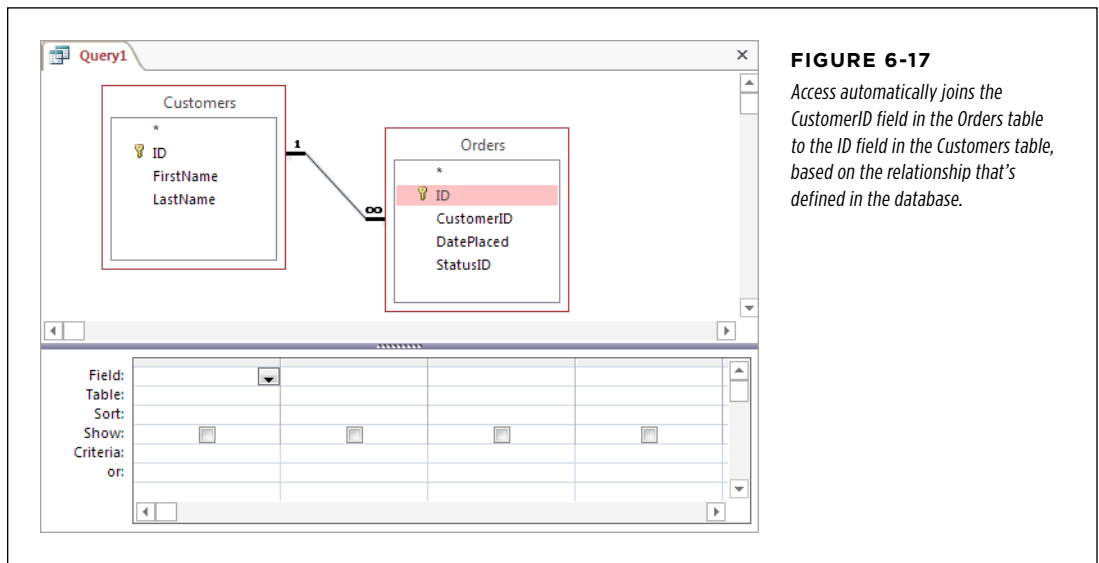 Query1
Customers
*
ID
FirstName
LastName
1
∞
Orders
*
ID
CustomerID
DatePlaced
StatusID
Field:
Table:
Sort:
Show:
Criteria:
or:
FIGURE 6-17
Access automatically joins the
CustomerID field in the Orders table
to the ID field in the Customers table,
based on the relationship that's
defined in the database.